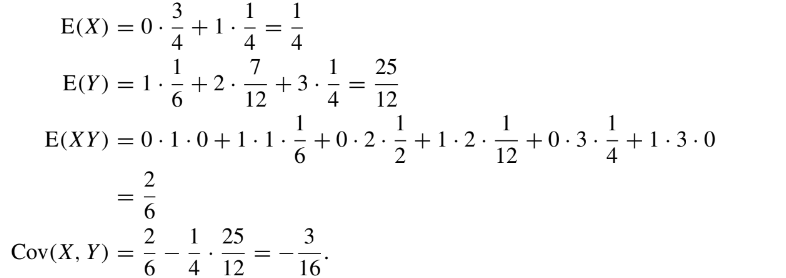 E(X) = 0 · 3/4 + 1 · 1/4 = 1/4
E(Y) = 1 · 1/6 + 2 · 7/12 + 3 · 1/4 = 25/12
E(XY) = 0 · 1 · 0 + 1 · 1 · 1/6 + 0 · 2 · 1/2 + 1 · 2 · 1/12 + 0 · 3 · 1/4 + 1 · 3 · 0
= 2/6
Cov(X, Y) = 2/6 − 1/4 · 25/12 = −3/16.